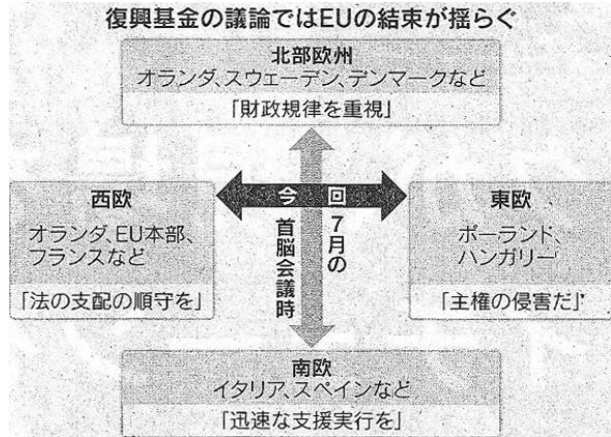 復興基金の議論ではEUの結束が揺らぐ
北部欧州
オランダ、スウェーデン、デンマークなど
「財政規律を重視」
西欧
オランダ、EU本部、
フランスなど
「法の支配の順守を」
今回
7月の
首脳会議時
東欧
ポーランド、
ハンガリー
「主権の侵害だ」
南欧
イタリア、スペインなど
「迅速な支援実行を」